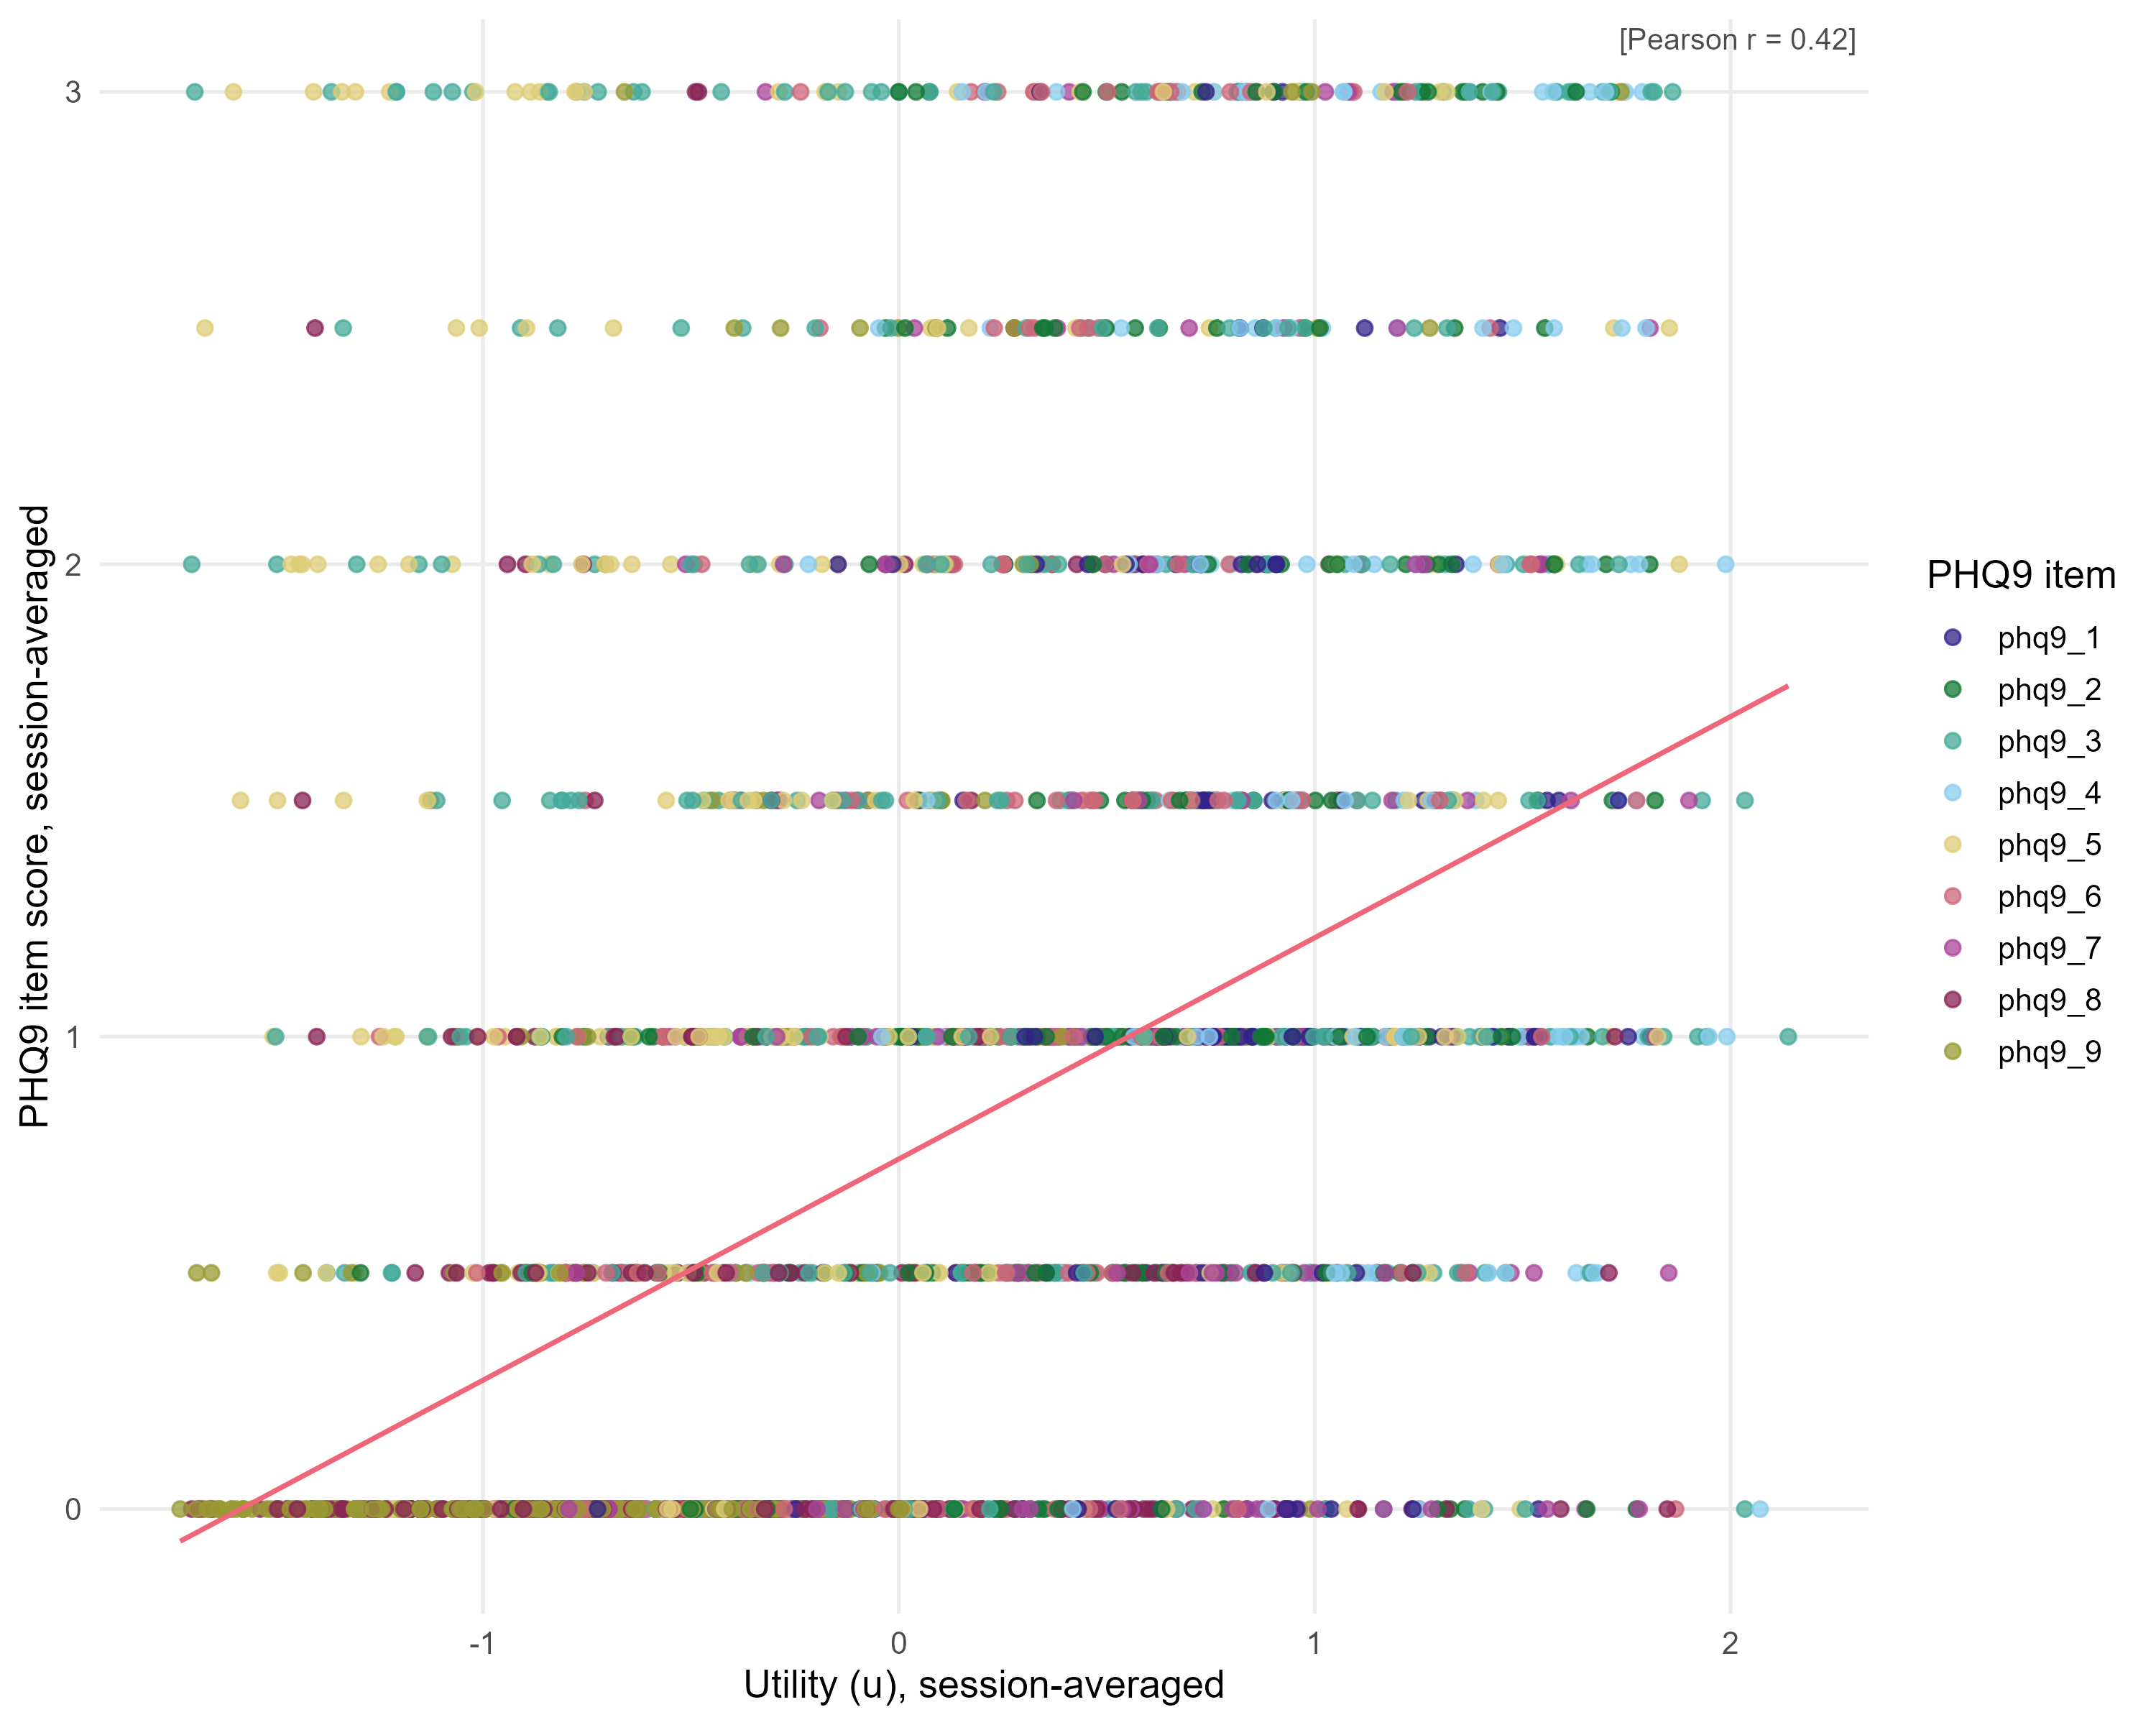 [Pearson r = 0.42]
3
2
1
0
PHQ9 item score, session-averaged
-1
0
1
2
Utility (u), session-averaged
PHQ9 item
phq9_1
phq9_2
phq9_3
phq9_4
phq9_5
phq9_6
phq9_7
phq9_8
phq9_9